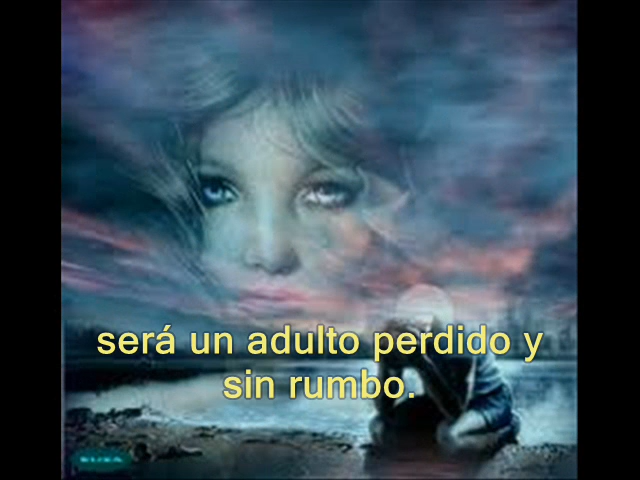 será un adulto perdido y
sin rumbo.